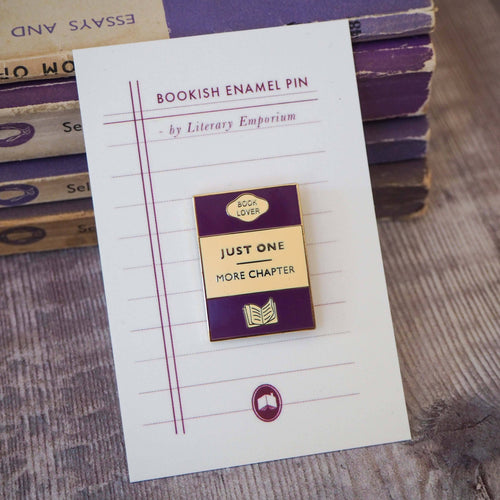 ESSAYS AND
BOOKISH ENAMEL PIN
- by Literary Emporium
BOOK
LOVER
JUST ONE
MORE CHAPTER